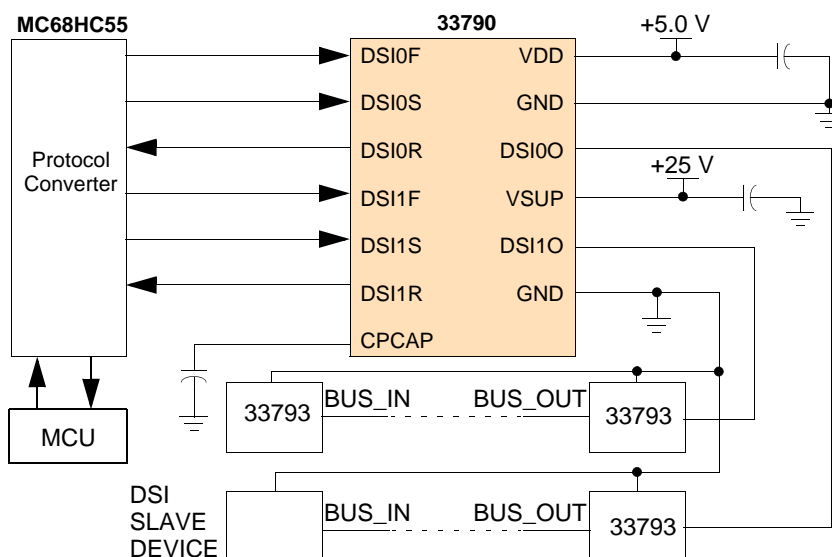 MC68HC55
33790
+5.0 V
DSI0F
VDD
DSI0S
GND
Protocol
Converter
DSI0R
DSI0O
+25 V
DSI1F
VSUP
DSI1S
DSI1O
DSI1R
GND
CPCAP
MCU
33793
BUS_IN
BUS_OUT
33793
DSI
SLAVE
DEVICE
BUS_IN
BUS_OUT
33793